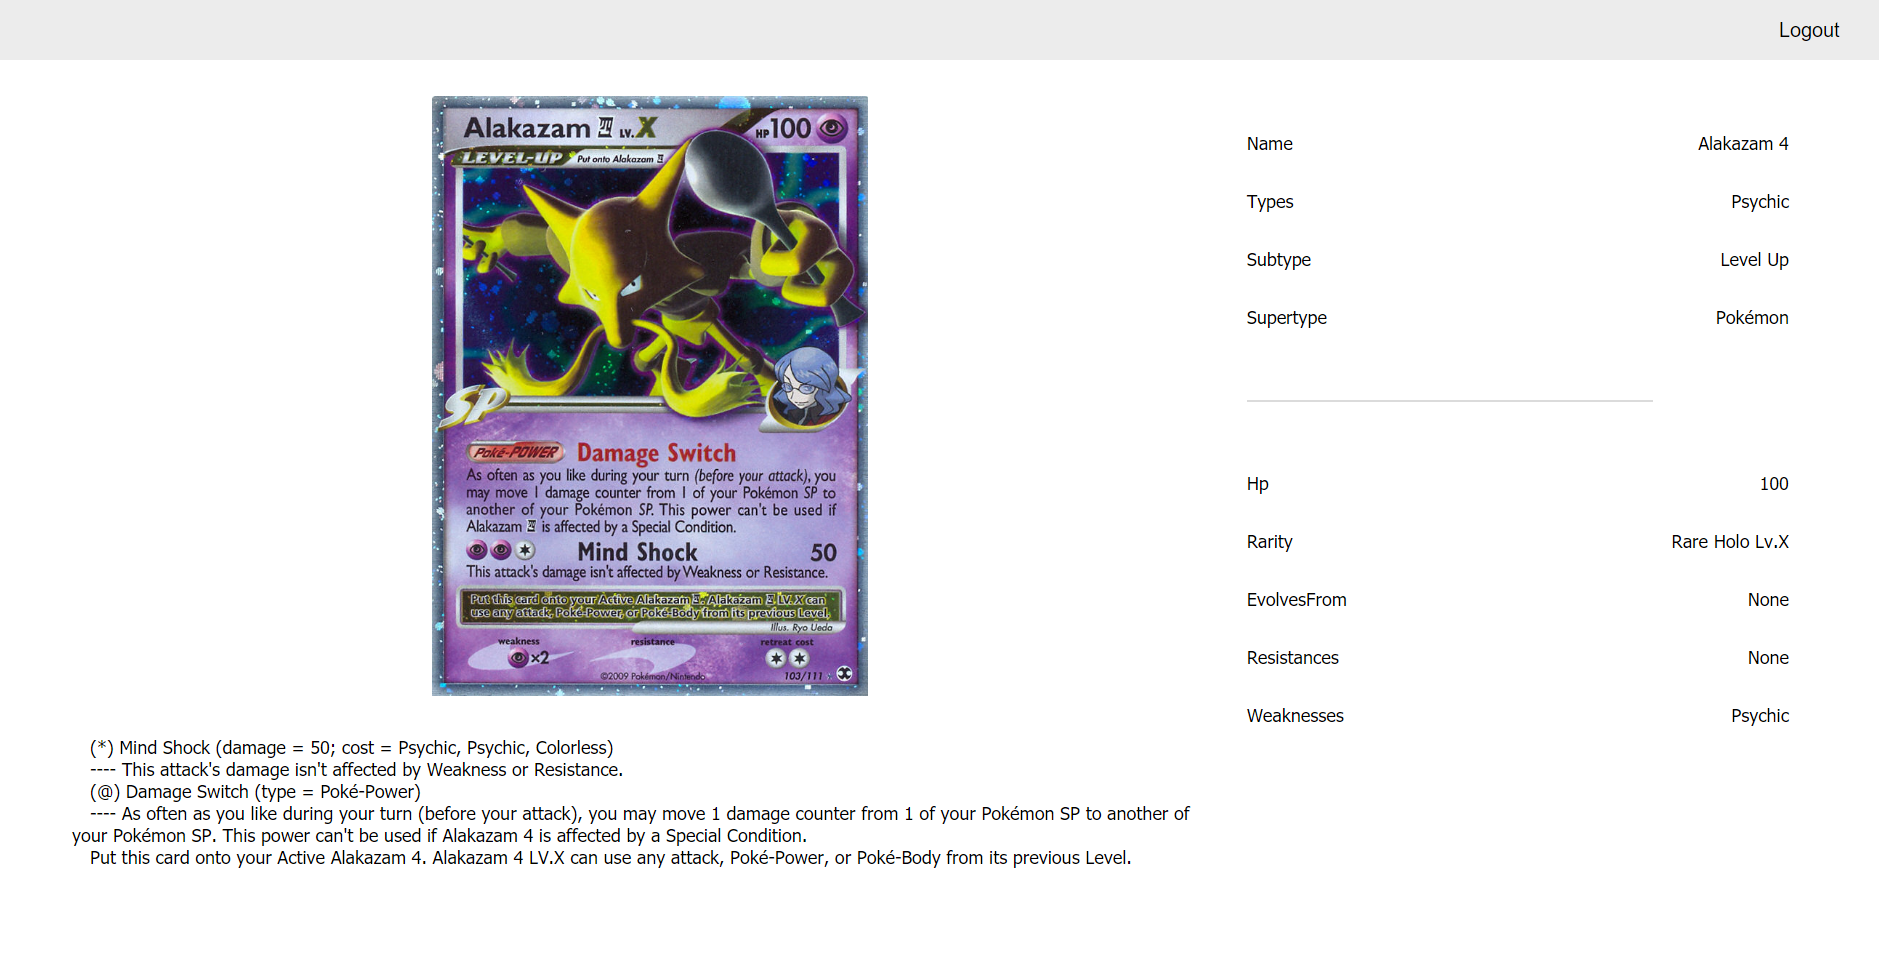 Logout
Alakazam 4 LV.X HP 100
LEVEL-UP Put onto Alakazam 4
SP
Poké-POWER Damage Switch
As often as you like during your turn (before your attack), you
may move 1 damage counter from 1 of your Pokémon SP to
another of your Pokémon SP. This power can't be used if
Alakazam 4 is affected by a Special Condition.
Mind Shock 50
This attack's damage isn't affected by Weakness or Resistance.
Put this card onto your Active Alakazam 4. Alakazam 4 LV.X can
use any attack, Poké-Power, or Poké-Body from its previous Level.
Illus. Ryo Ueda
weakness resistance retreat cost
×2
©2009 Pokémon/Nintendo 103/111
(*) Mind Shock (damage = 50; cost = Psychic, Psychic, Colorless)
---- This attack's damage isn't affected by Weakness or Resistance.
(@) Damage Switch (type = Poké-Power)
---- As often as you like during your turn (before your attack), you may move 1 damage counter from 1 of your Pokémon SP to another of
your Pokémon SP. This power can't be used if Alakazam 4 is affected by a Special Condition.
Put this card onto your Active Alakazam 4. Alakazam 4 LV.X can use any attack, Poké-Power, or Poké-Body from its previous Level.
Name Alakazam 4
Types Psychic
Subtype Level Up
Supertype Pokémon
Hp 100
Rarity Rare Holo Lv.X
EvolvesFrom None
Resistances None
Weaknesses Psychic